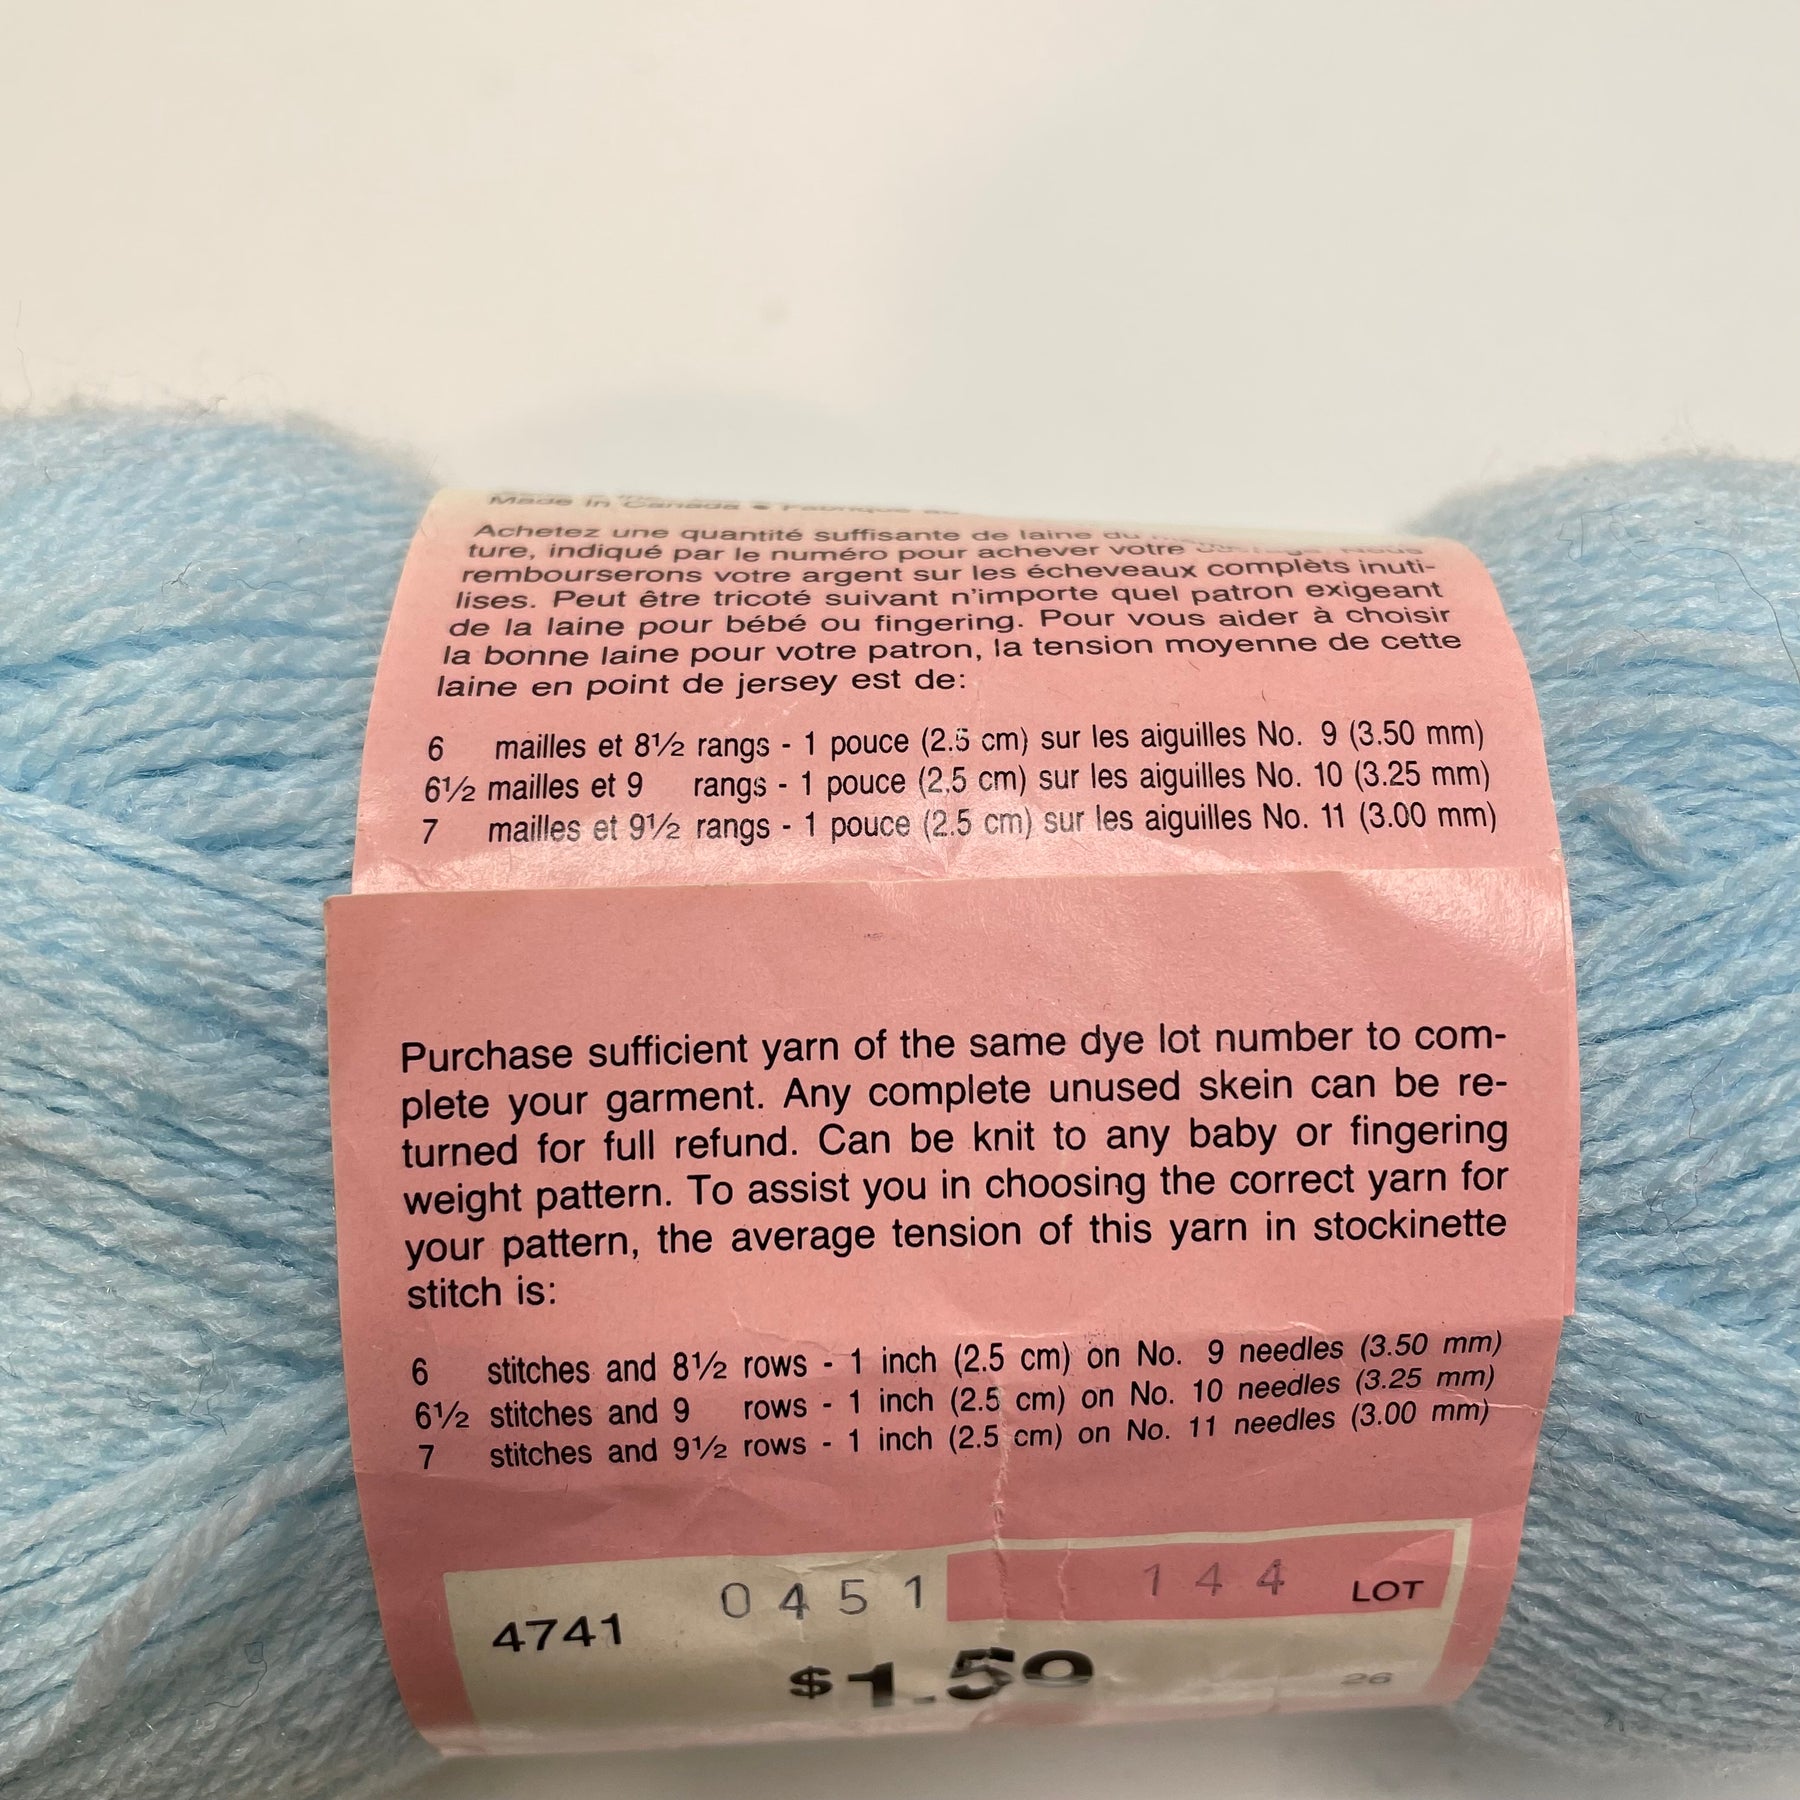 Made in Canada • Fabriqué au
Achetez une quantité suffisante de laine du
ture, indiqué par le numéro pour achever votre
rembourserons votre argent sur les écheveaux complèts inuti-
lises. Peut être tricoté suivant n'importe quel patron exigeant
de la laine pour bébé ou fingering. Pour vous aider à choisir
la bonne laine pour votre patron, la tension moyenne de cette
laine en point de jersey est de:
6 mailles et 8½ rangs - 1 pouce (2.5 cm) sur les aiguilles No. 9 (3.50 mm)
6½ mailles et 9 rangs - 1 pouce (2.5 cm) sur les aiguilles No. 10 (3.25 mm)
7 mailles et 9½ rangs - 1 pouce (2.5 cm) sur les aiguilles No. 11 (3.00 mm)
Purchase sufficient yarn of the same dye lot number to com-
plete your garment. Any complete unused skein can be re-
turned for full refund. Can be knit to any baby or fingering
weight pattern. To assist you in choosing the correct yarn for
your pattern, the average tension of this yarn in stockinette
stitch is:
6 stitches and 8½ rows - 1 inch (2.5 cm) on No. 9 needles (3.50 mm)
6½ stitches and 9 rows - 1 inch (2.5 cm) on No. 10 needles (3.25 mm)
7 stitches and 9½ rows - 1 inch (2.5 cm) on No. 11 needles (3.00 mm)
4741 0451 144 LOT
$1.59 26